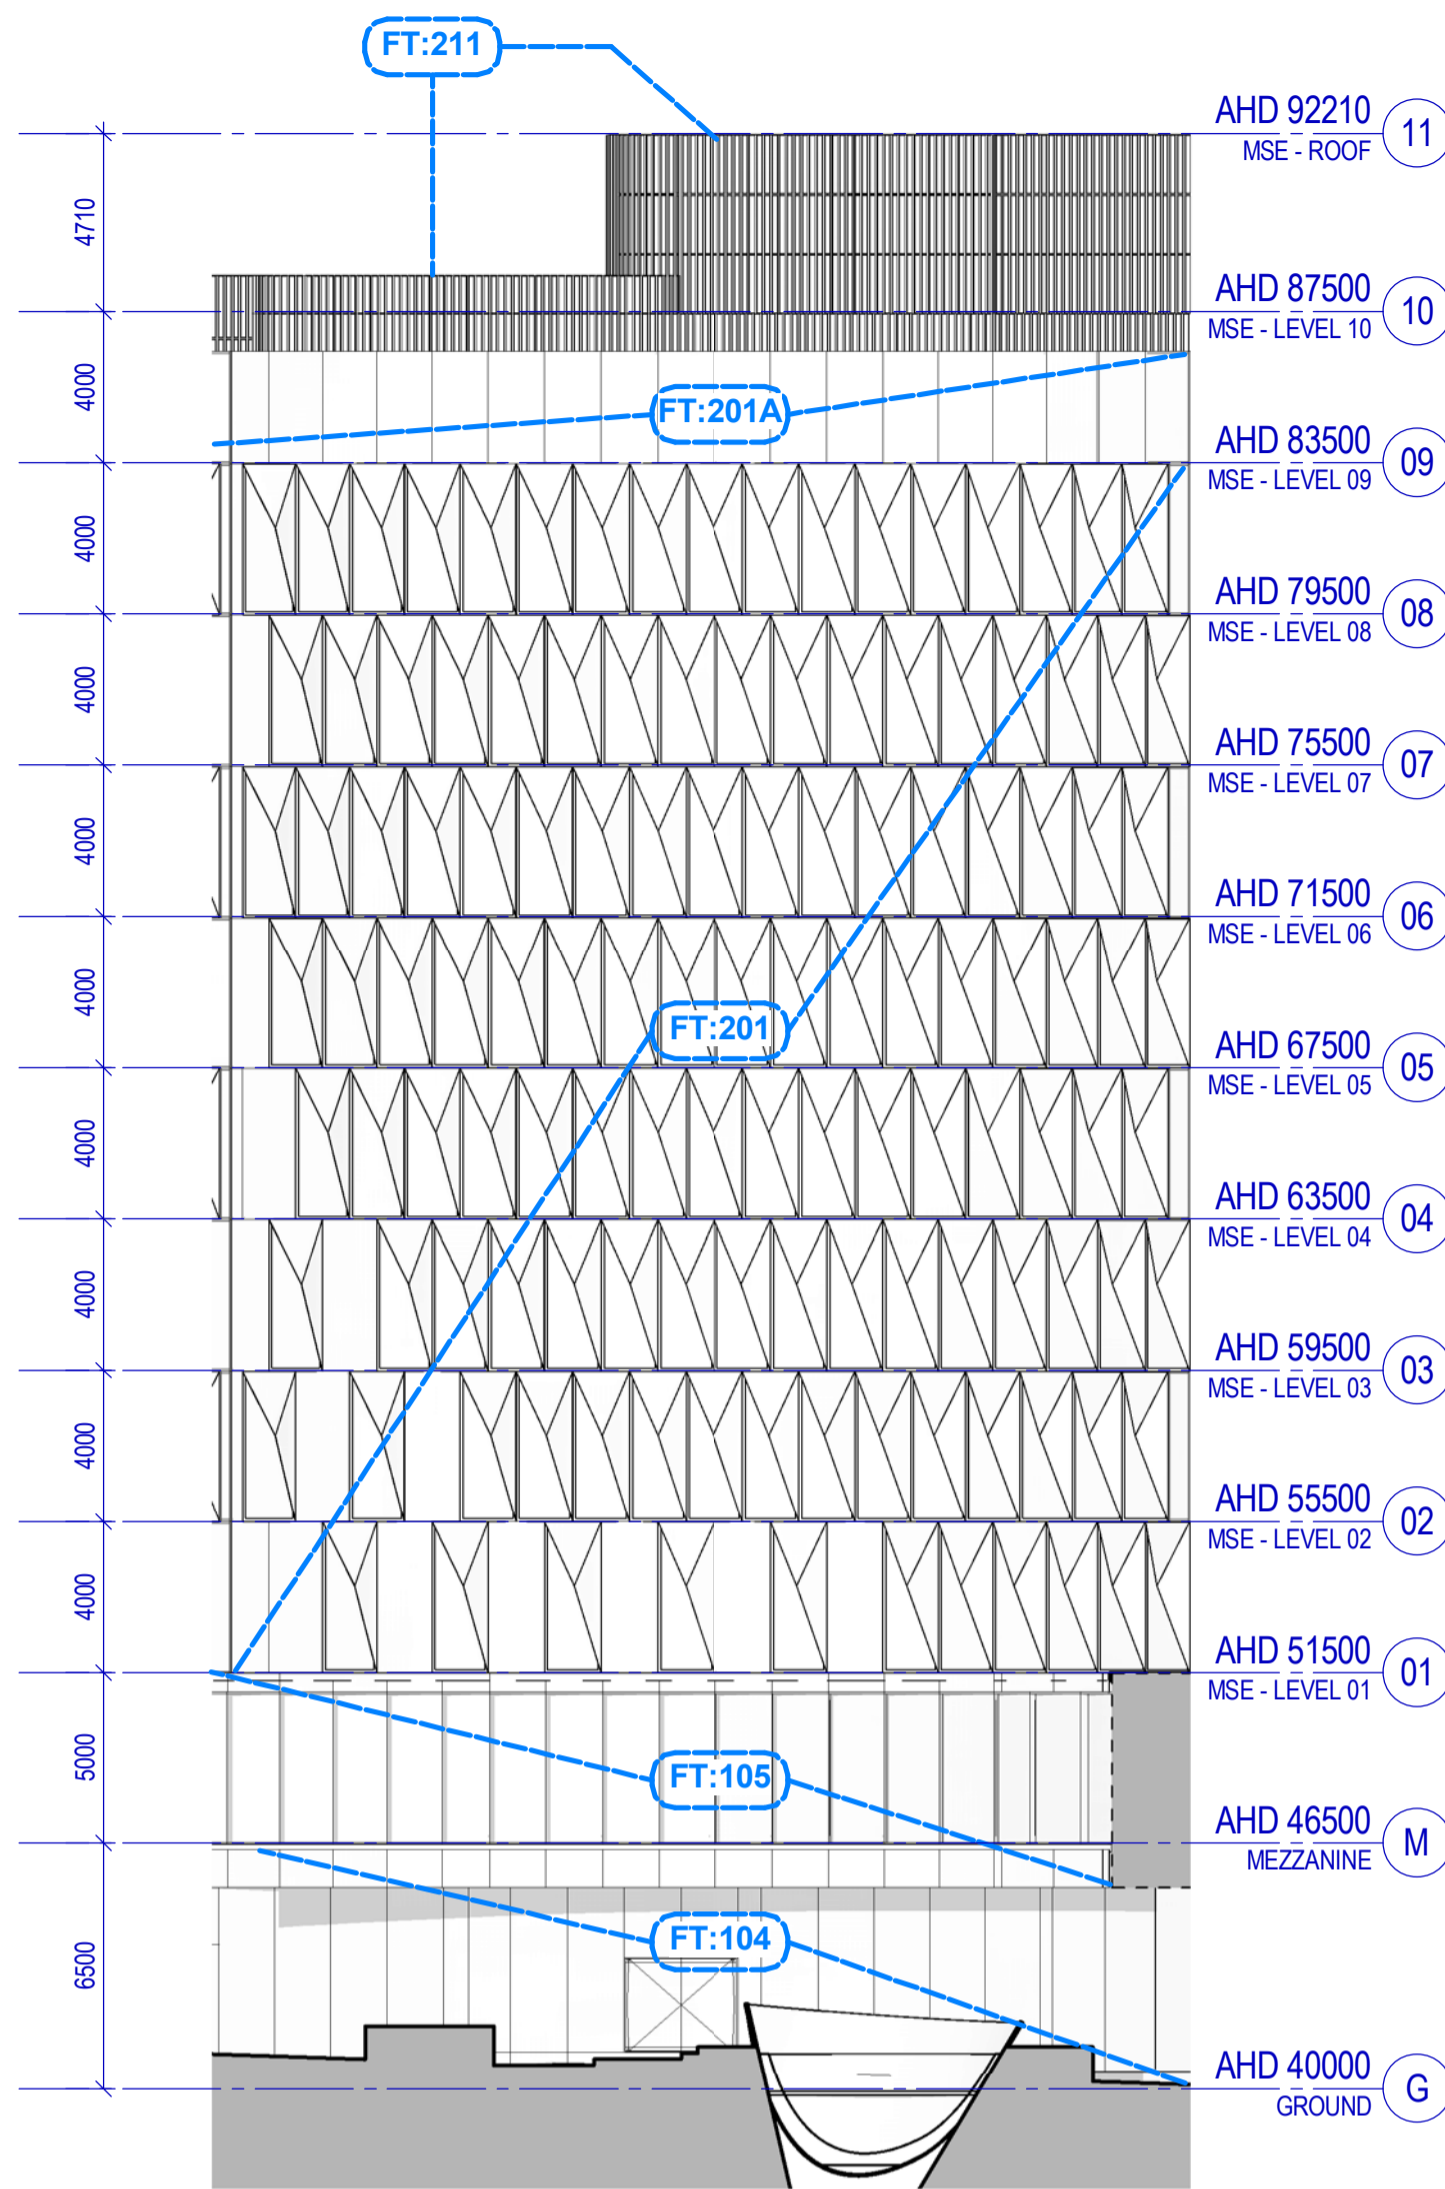 FT:211
AHD 92210
11
MSE - ROOF
4710
AHD 87500
10
MSE - LEVEL 10
4000
FT:201A
AHD 83500
09
MSE - LEVEL 09
4000
AHD 79500
08
MSE - LEVEL 08
4000
AHD 75500
07
MSE - LEVEL 07
4000
AHD 71500
06
MSE - LEVEL 06
4000
FT:201
AHD 67500
05
MSE - LEVEL 05
4000
AHD 63500
04
MSE - LEVEL 04
4000
AHD 59500
03
MSE - LEVEL 03
4000
AHD 55500
02
MSE - LEVEL 02
4000
AHD 51500
01
MSE - LEVEL 01
5000
FT:105
AHD 46500
M
MEZZANINE
6500
FT:104
AHD 40000
G
GROUND